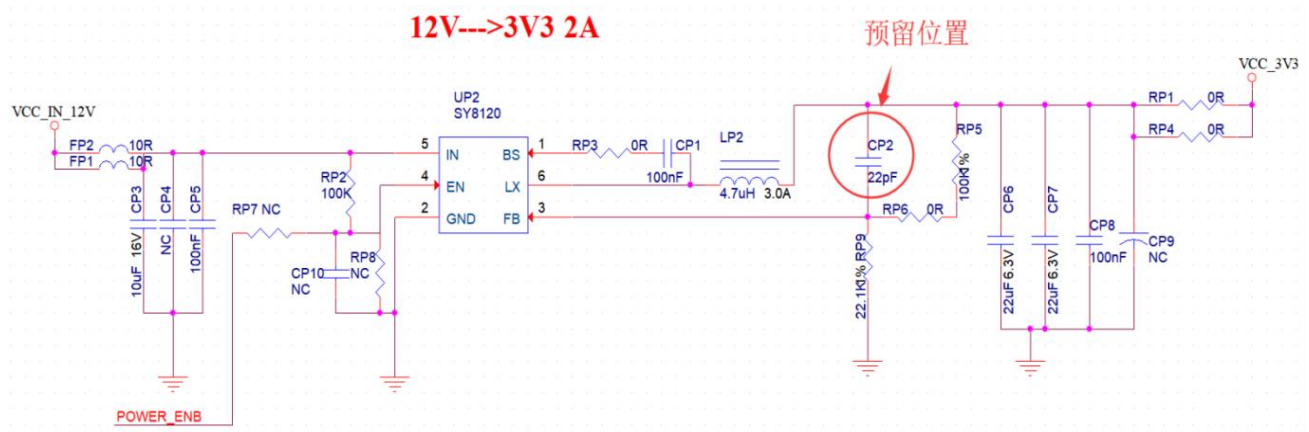 12V--->3V3 2A
预留位置
VCC_3V3
VCC_IN_12V
UP2
SY8120
FP2 10R
FP1 10R
RP1 0R
RP4 0R
5 IN
BS 1
RP3 0R
CP1
100nF
LP2
4.7uH 3.0A
CP2
22pF
RP5
100K1%
4 EN
LX 6
2 GND
FB 3
RP2
100K
RP6 0R
RP7 NC
CP3
10uF 16V
CP4
NC
CP5
100nF
CP10
NC
RP8
NC
RP9
22.1K1%
CP6
22uF 6.3V
CP7
22uF 6.3V
CP8
100nF
CP9
NC
POWER_ENB